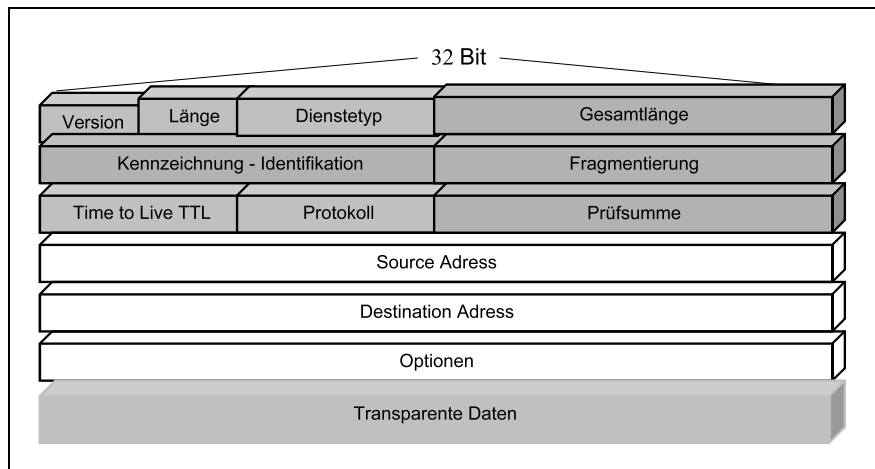 32 Bit
Version Länge Dienstetyp Gesamtlänge
Kennzeichnung - Identifikation Fragmentierung
Time to Live TTL Protokoll Prüfsumme
Source Adress
Destination Adress
Optionen
Transparente Daten